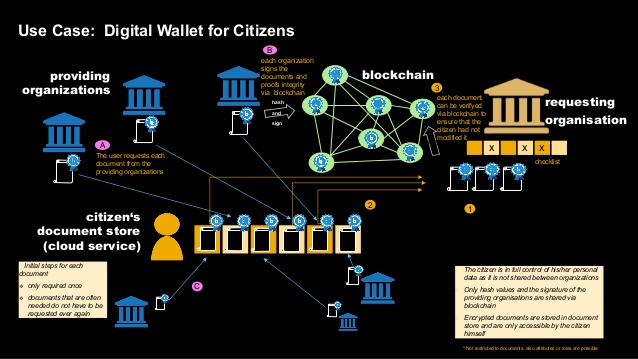 Use Case:  Digital Wallet for Citizens
B
each organization
signs the
documents and
proofs integrity
via  blockchain
providing
organizations
blockchain
hash
and
sign
3
each document
can be verifyed
via blockchain to
ensure that the
citizen had not
modified it
requesting
organisation
X
X
X
checklist
A
The user requests each
document from the
providing organizations
citizen's
document store
(cloud service)
2
1
Initial steps for each
document
only required once
documents that are often
needed do not have to be
requested ever again
C
The citizen is in full control of his/her personal
data as it is not shared between organizations
Only hash values and the signature of the
providing organisations are shared via
blockchain
Encrypted documents are stored in document
store and are only accessible by the citizen
himself
* Not restricted to documents, also attributes or roles are possible